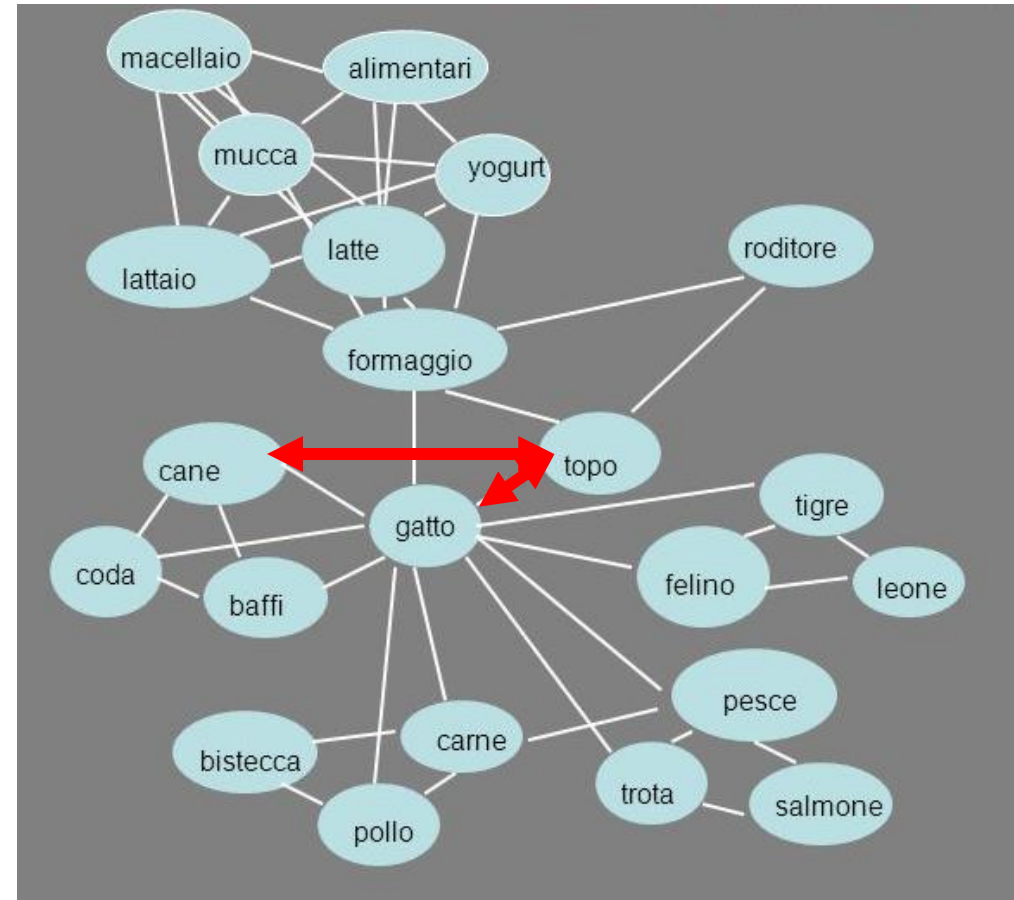 macellaio
alimentari
mucca
yogurt
latte
roditore
lattaio
formaggio
cane
topo
tigre
gatto
coda
felino
leone
baffi
pesce
carne
bistecca
trota
salmone
pollo